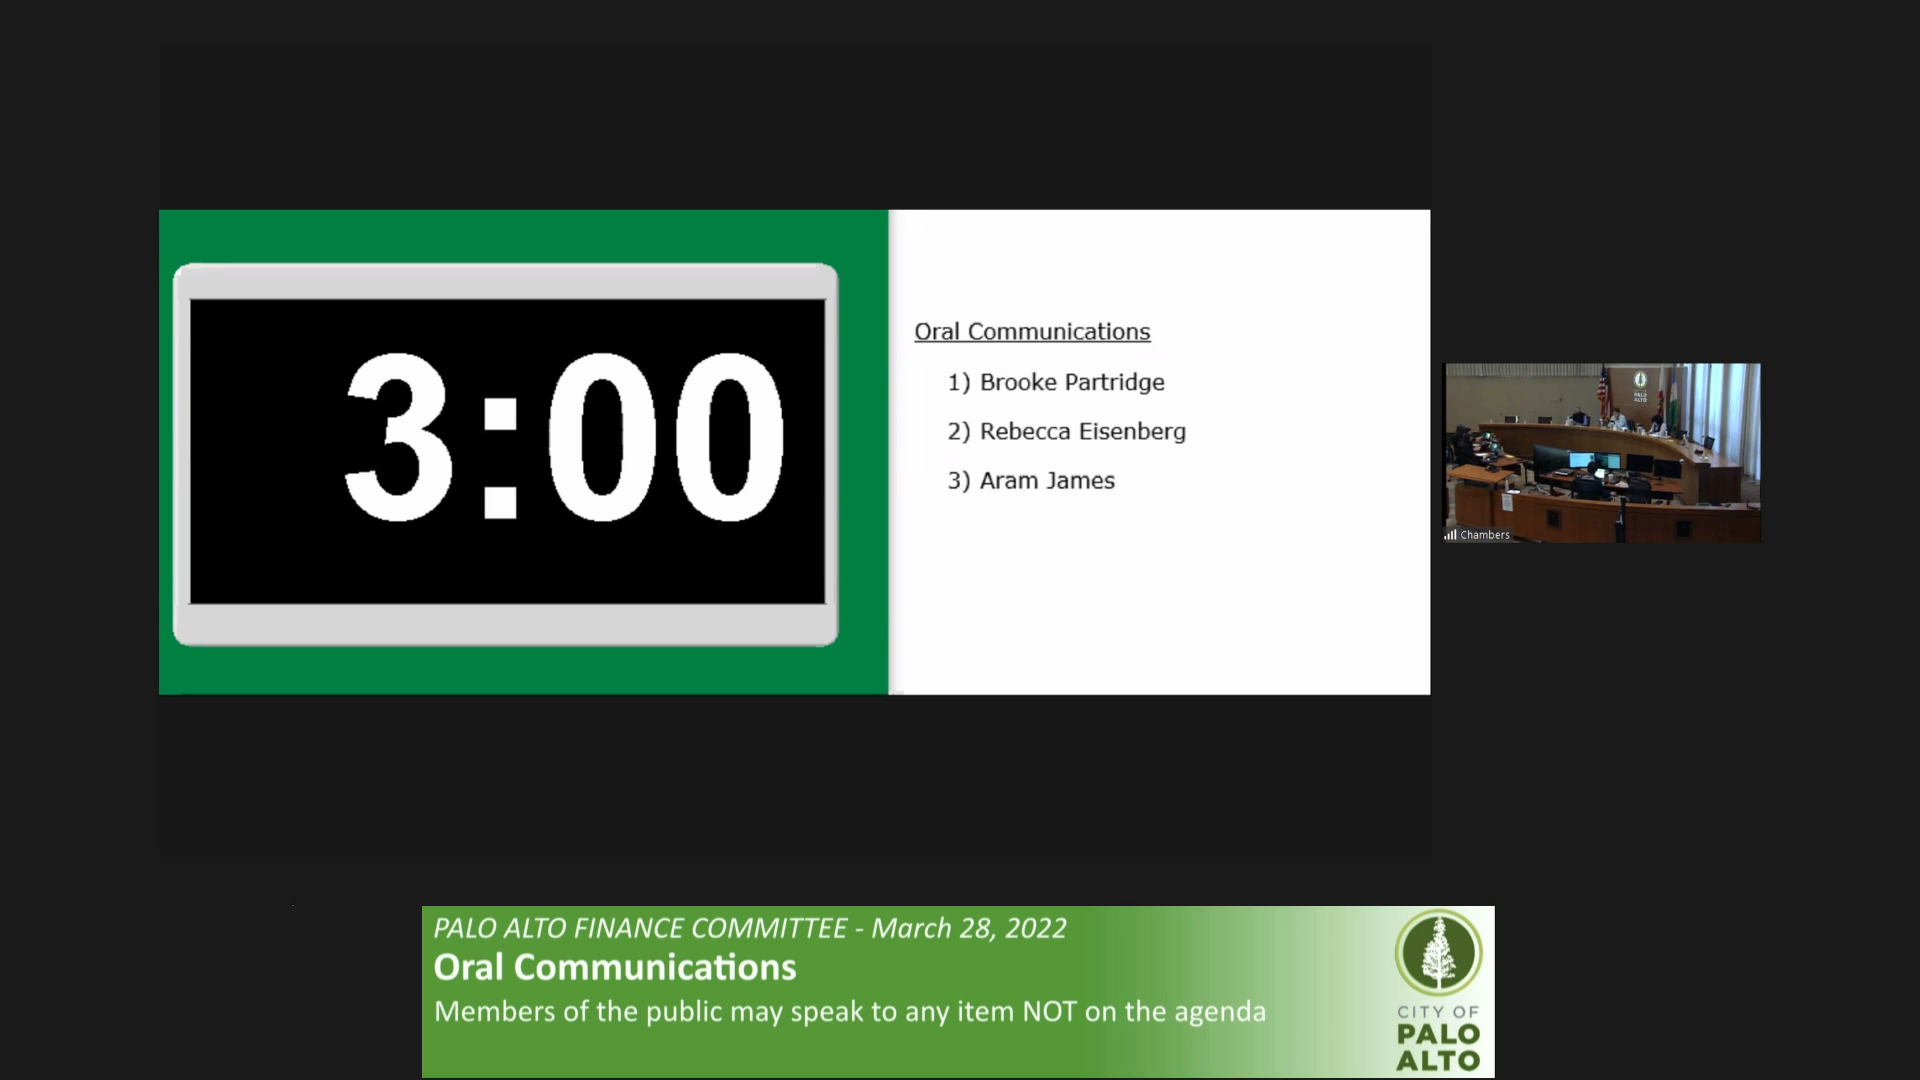 3:00
Oral Communications
1) Brooke Partridge
2) Rebecca Eisenberg
3) Aram James
PALO ALTO
Chambers
PALO ALTO FINANCE COMMITTEE - March 28, 2022
Oral Communications
Members of the public may speak to any item NOT on the agenda
CITY OF
PALO
ALTO